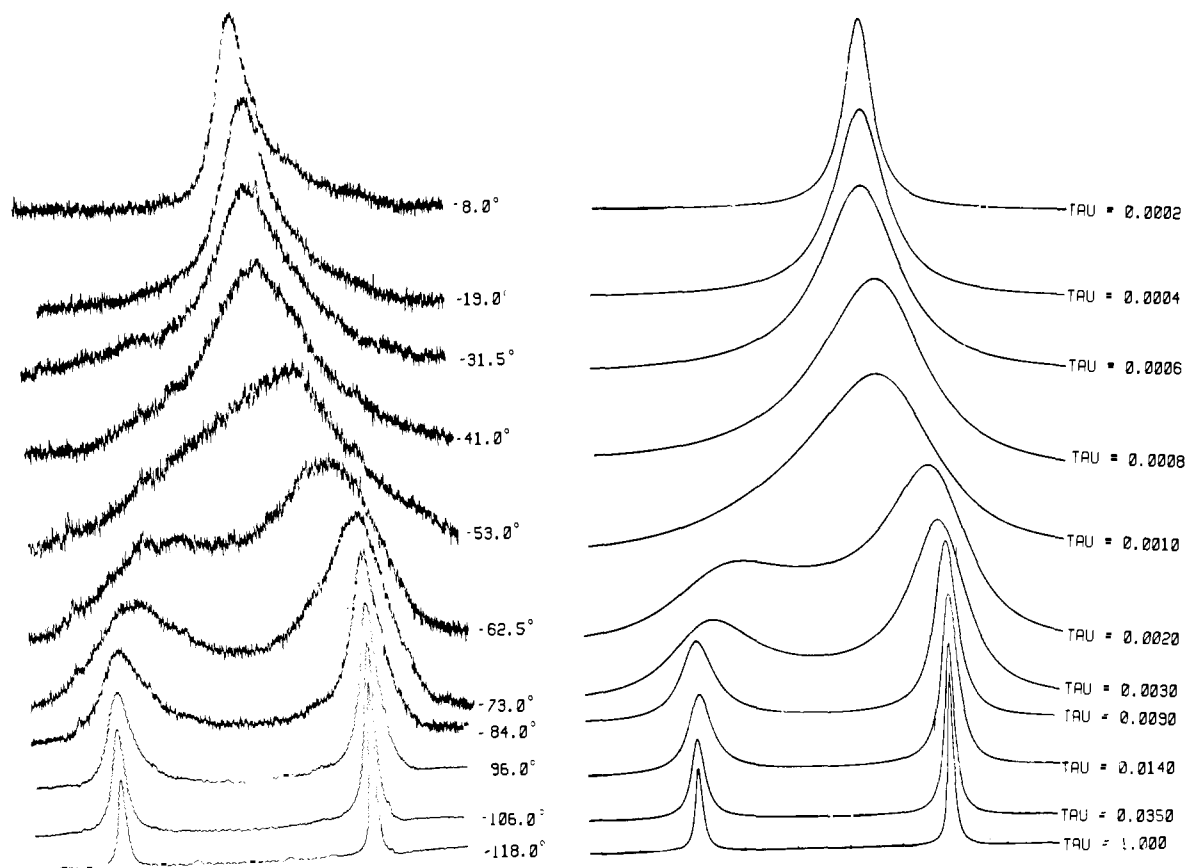 -8.0°
-19.0°
-31.5°
-41.0°
-53.0°
-62.5°
-73.0°
-84.0°
96.0°
-106.0°
-118.0°
TAU = 0.0002
TAU = 0.0004
TAU = 0.0006
TAU = 0.0008
TAU = 0.0010
TAU = 0.0020
TAU = 0.0030
TAU = 0.0090
TAU = 0.0140
TAU = 0.0350
TAU = 1.000